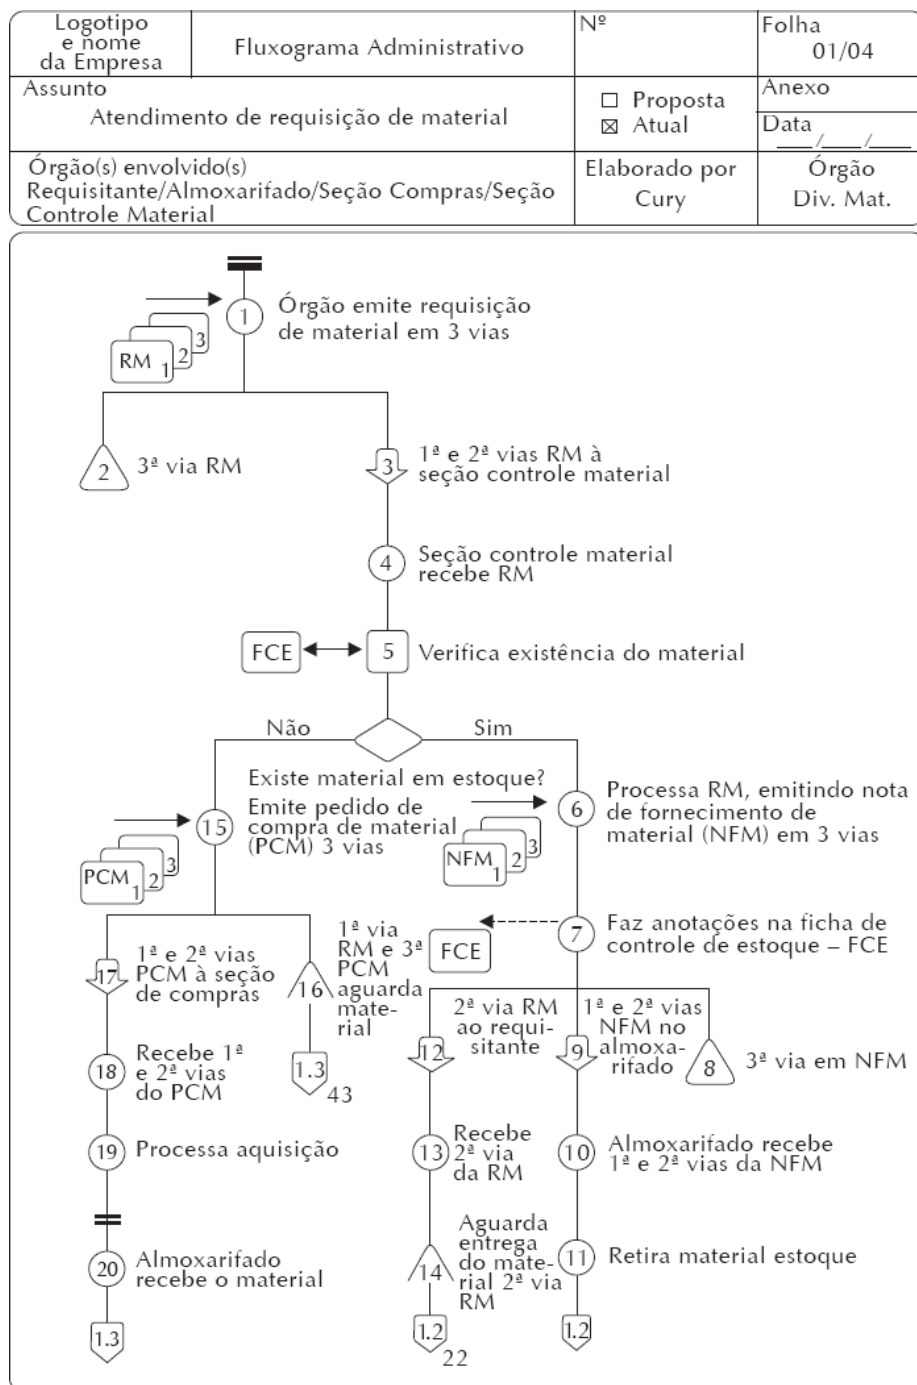 Logotipo
e nome
da Empresa
Fluxograma Administrativo
Nº
Folha
01/04
Assunto
Atendimento de requisição de material
Proposta
Atual
Anexo
Data __/__/__
Órgão(s) envolvido(s)
Requisitante/Almoxarifado/Seção Compras/Seção
Controle Material
Elaborado por
Cury
Órgão
Div. Mat.
1
Órgão emite requisição
de material em 3 vias
RM 1 2 3
2
3ª via RM
3
1ª e 2ª vias RM à
seção controle material
4
Seção controle material
recebe RM
FCE
5
Verifica existência do material
Não
Sim
Existe material em estoque?
15
Emite pedido de
compra de material
(PCM) 3 vias
PCM 1 2 3
6
Processa RM, emitindo nota
de fornecimento de
material (NFM) em 3 vias
NFM 1 2 3
7
Faz anotações na ficha de
controle de estoque – FCE
FCE
17
1ª e 2ª vias
PCM à seção
de compras
16
1ª via
RM e 3ª
PCM
aguarda
mate-
rial
1.3
43
12
2ª via RM
ao requi-
sitante
9
1ª e 2ª vias
NFM no
almoxa-
rifado
8
3ª via em NFM
18
Recebe 1ª
e 2ª vias
do PCM
19
Processa aquisição
13
Recebe
2ª via
da RM
10
Almoxarifado recebe
1ª e 2ª vias da NFM
20
Almoxarifado
recebe o material
14
Aguarda
entrega
do mate-
rial 2ª via
RM
11
Retira material estoque
1.3
1.2
22
1.2